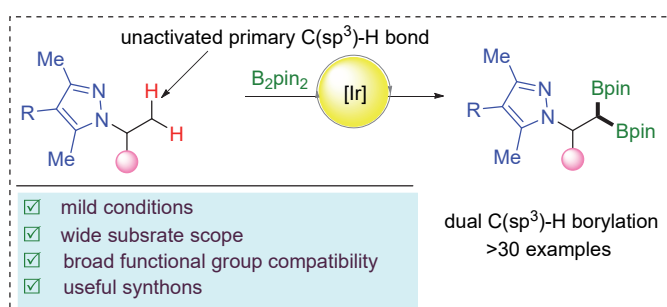 unactivated primary C(sp³)-H bond
Me
R
N
N
Me
H
H
B₂pin₂
[Ir]
Me
R
N
N
Me
Bpin
Bpin
☑ mild conditions
☑ wide subsrate scope
☑ broad functional group compatibility
☑ useful synthons
dual C(sp³)-H borylation
>30 examples